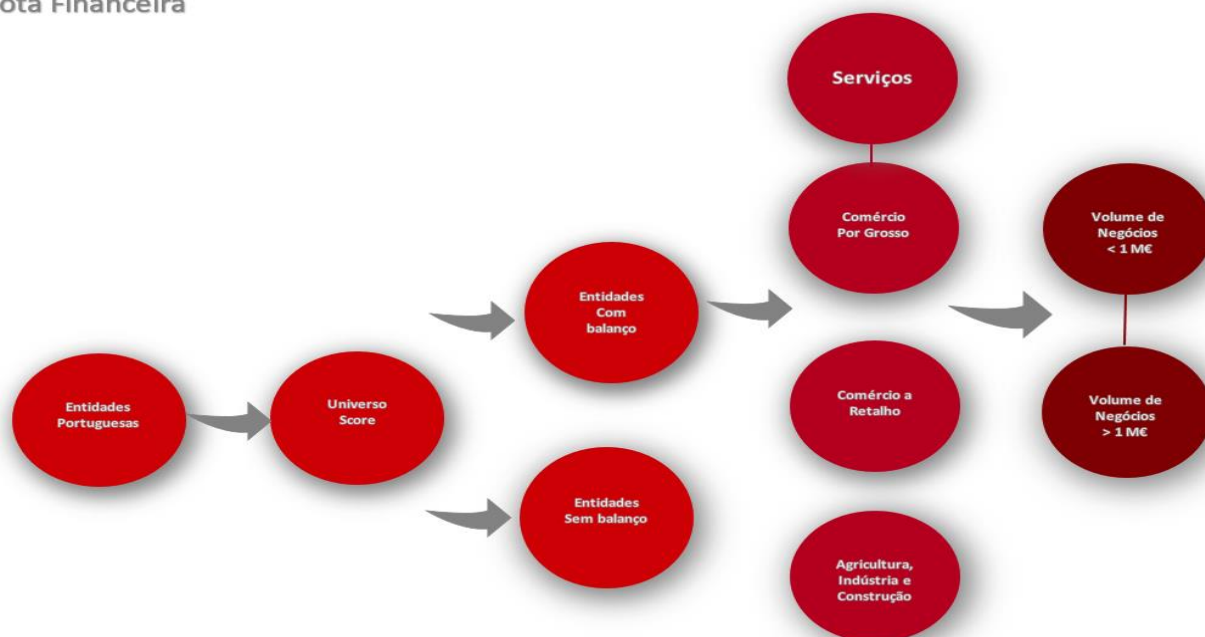 Financeira
Serviços
Comércio
Por Grosso
Volume de
Negócios
< 1 M€
Entidades
Com
balanço
Entidades
Portuguesas
Universo
Score
Comércio a
Retalho
Volume de
Negócios
> 1 M€
Entidades
Sem balanço
Agricultura,
Indústria e
Construção